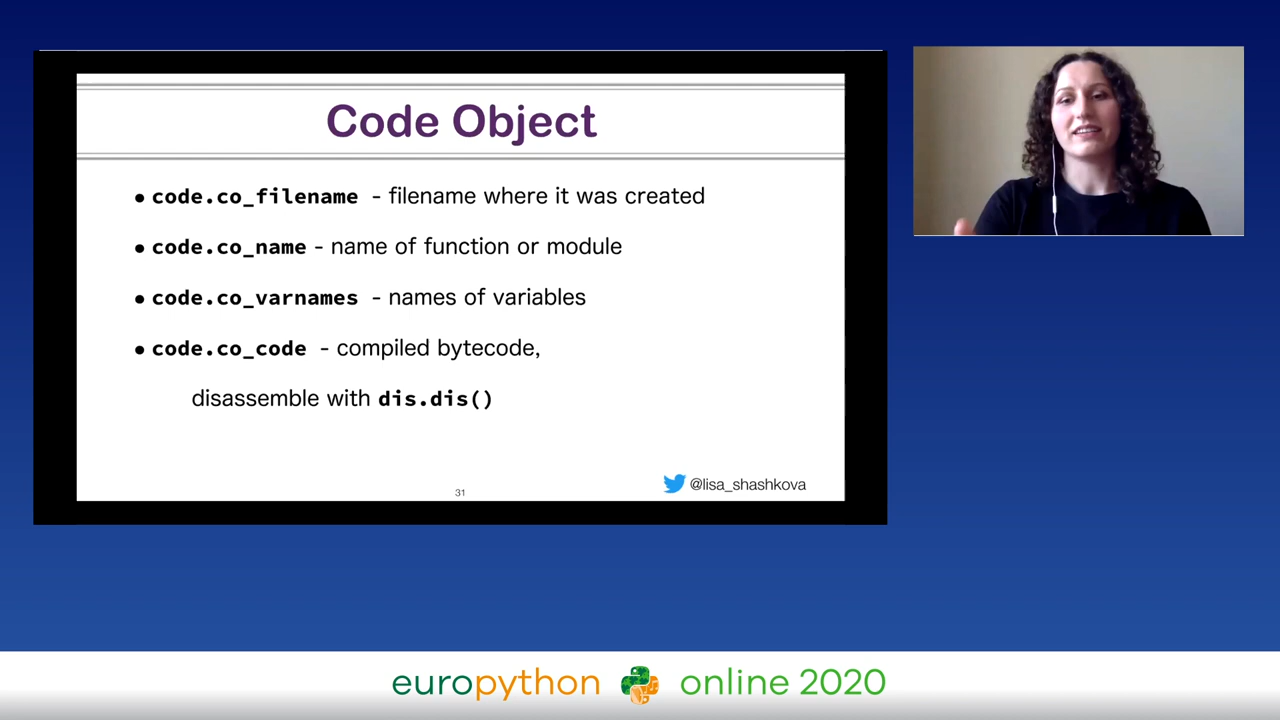 Code Object
• code.co_filename - filename where it was created
• code.co_name - name of function or module
• code.co_varnames - names of variables
• code.co_code - compiled bytecode,
disassemble with dis.dis()
31
@lisa_shashkova
europython online 2020